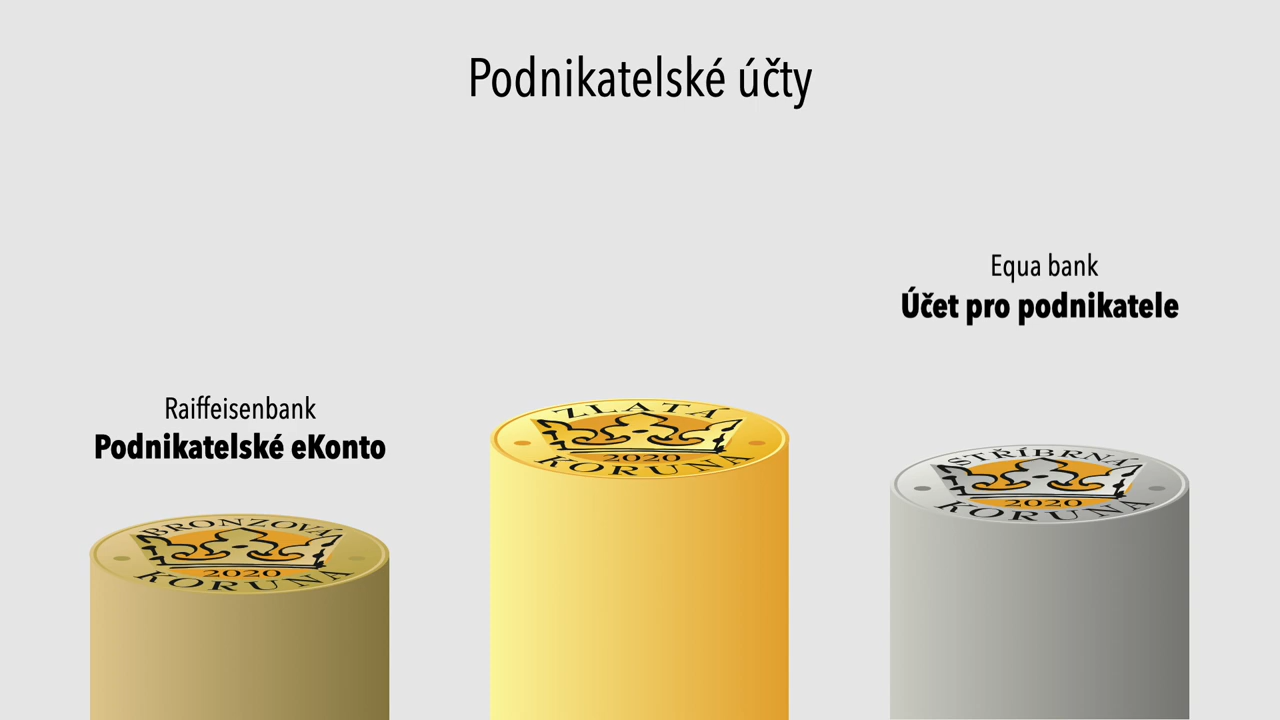 Podnikatelské účty
Equa bank
Účet pro podnikatele
Raiffeisenbank
Podnikatelské eKonto
ZLATÁ
2020
KORUNA
STŘÍBRNÁ
2020
KORUNA
BRONZOVÁ
2020
KORUNA